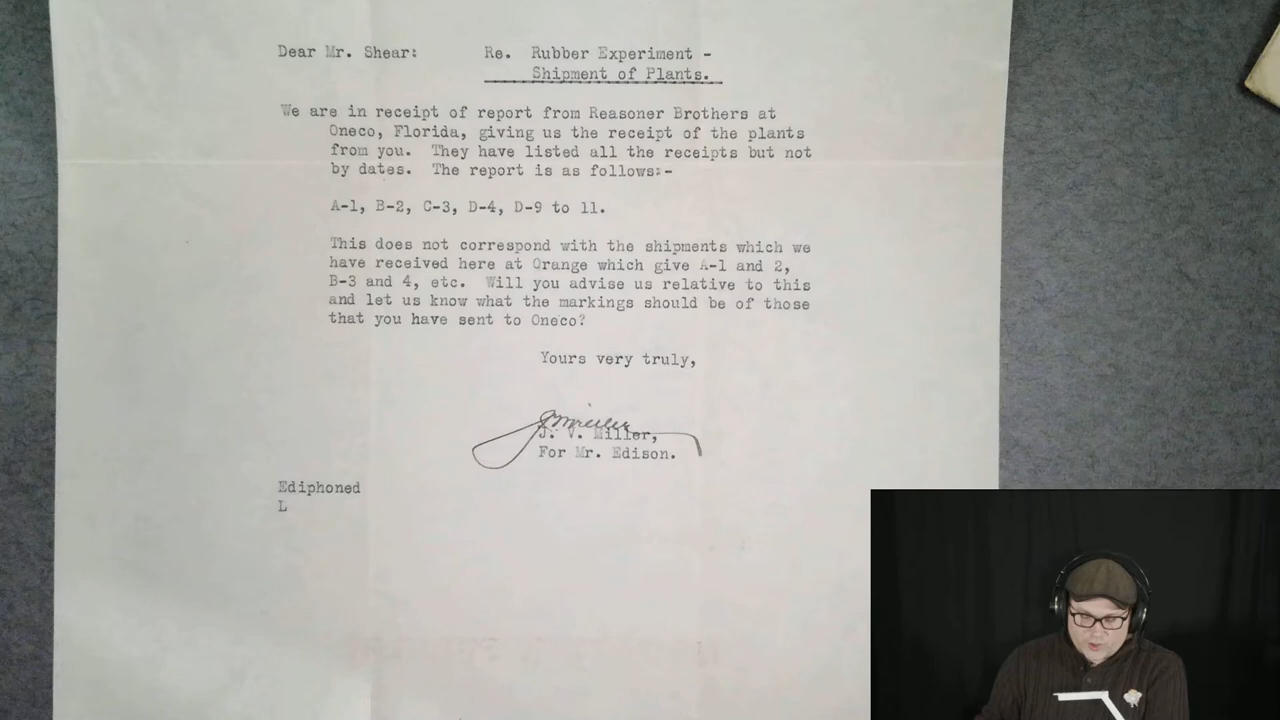 Dear Mr. Shear: Re. Rubber Experiment -
Shipment of Plants.
We are in receipt of report from Reasoner Brothers at
Oneco, Florida, giving us the receipt of the plants
from you. They have listed all the receipts but not
by dates. The report is as follows:-
A-1, B-2, C-3, D-4, D-9 to 11.
This does not correspond with the shipments which we
have received here at Orange which give A-1 and 2,
B-3 and 4, etc. Will you advise us relative to this
and let us know what the markings should be of those
that you have sent to Oneco?
Yours very truly,
J. V. Miller,
For Mr. Edison.
Ediphoned
L